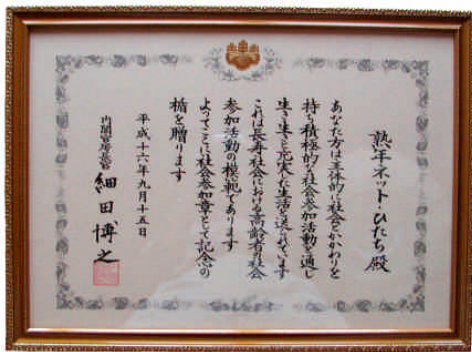 熟年ネット・ひたち殿
あなた方は主体的に社会とかかわりを
持ち積極的な社会参加活動を通じ
生き生きと充実した生活を送られています
これは長寿社会における高齢者の社会
参加活動の模範であります
よってここに社会参加章として記念の
楯を贈ります
平成十六年九月十五日
内閣官房長官 細田博之